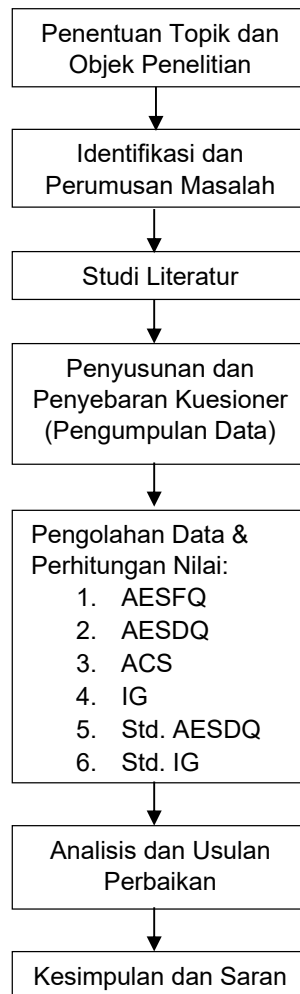 Penentuan Topik dan
Objek Penelitian
Identifikasi dan
Perumusan Masalah
Studi Literatur
Penyusunan dan
Penyebaran Kuesioner
(Pengumpulan Data)
Pengolahan Data &
Perhitungan Nilai:
1. AESFQ
2. AESDQ
3. ACS
4. IG
5. Std. AESDQ
6. Std. IG
Analisis dan Usulan
Perbaikan
Kesimpulan dan Saran